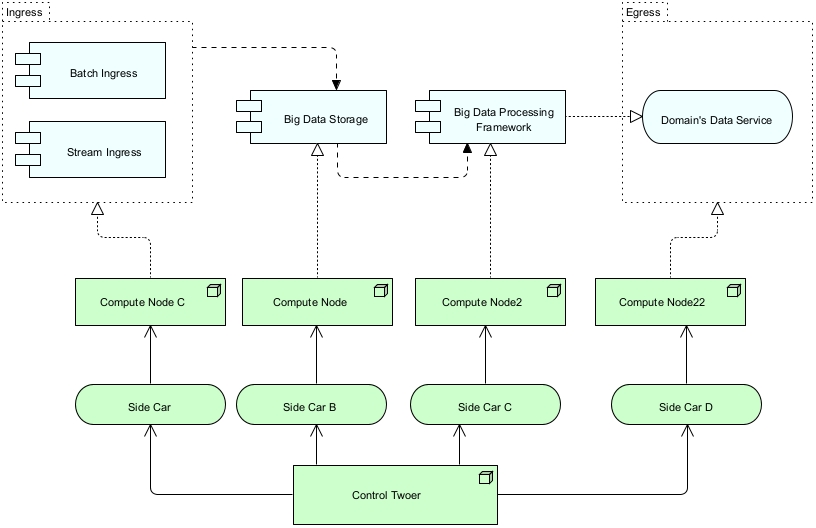 Ingress
Egress
Batch Ingress
Stream Ingress
Big Data Storage
Big Data Processing
Framework
Domain's Data Service
Compute Node C
Compute Node
Compute Node2
Compute Node22
Side Car
Side Car B
Side Car C
Side Car D
Control Twoer